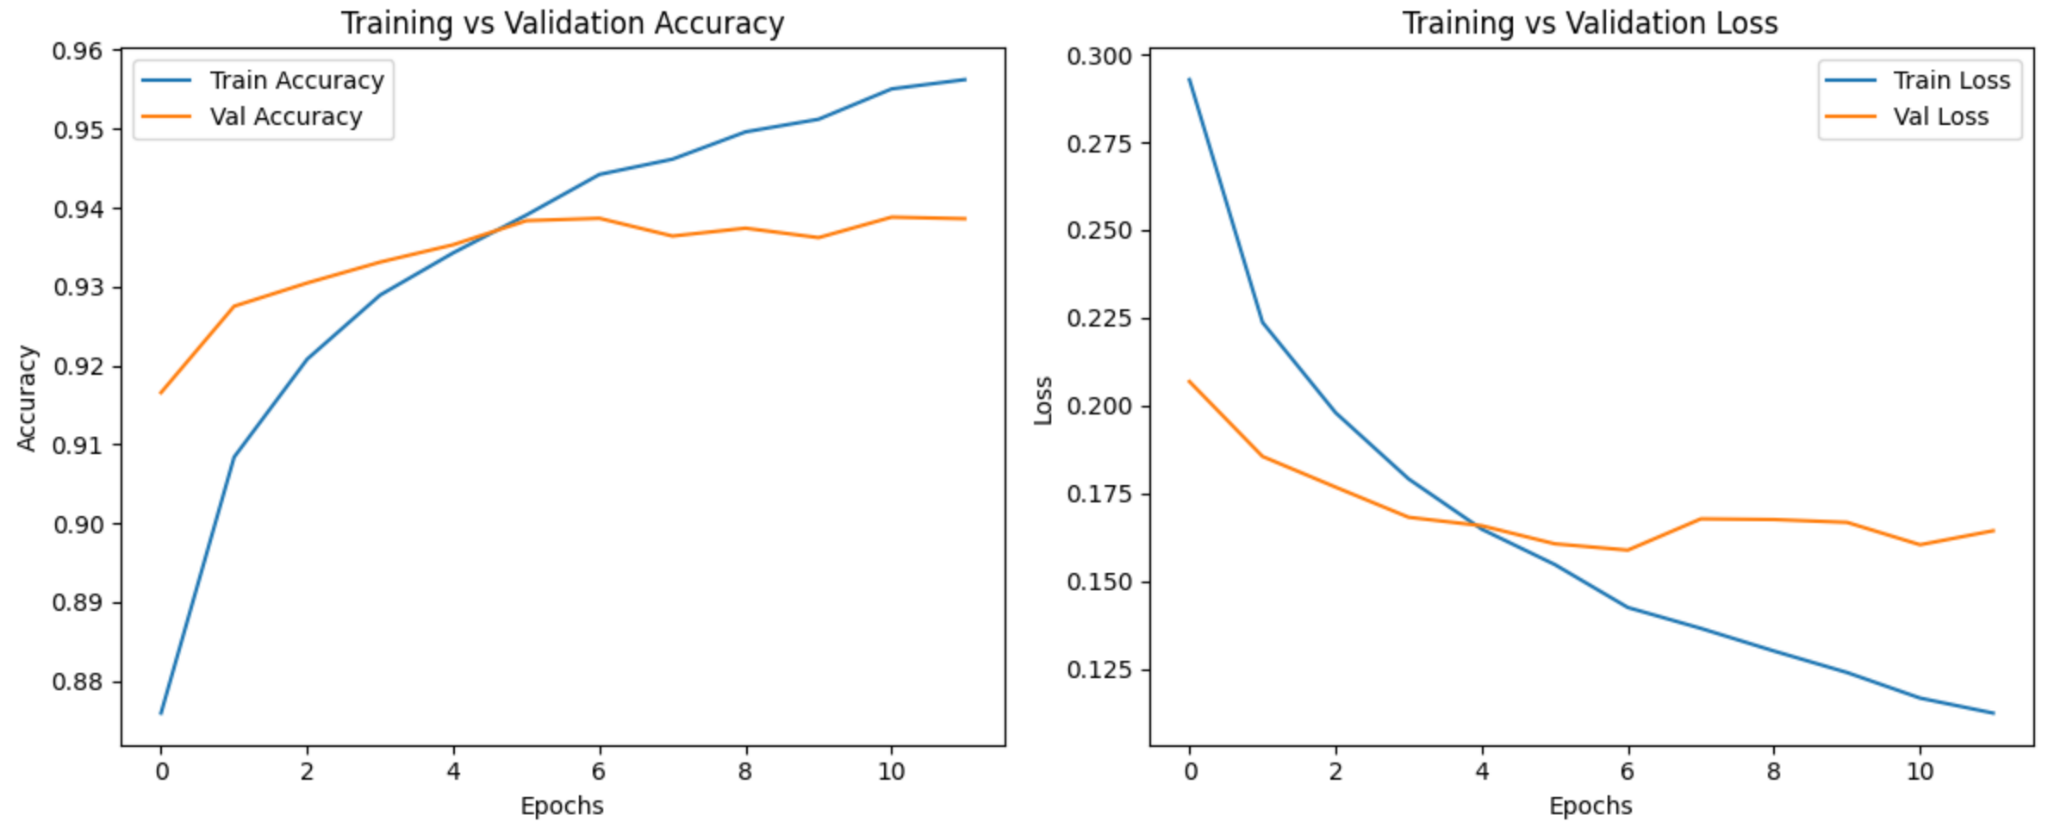 Training vs Validation Accuracy
Train Accuracy
Val Accuracy
0.96
0.95
0.94
0.93
0.92
0.91
0.90
0.89
0.88
Accuracy
0 2 4 6 8 10
Epochs
Training vs Validation Loss
Train Loss
Val Loss
0.300
0.275
0.250
0.225
0.200
0.175
0.150
0.125
Loss
0 2 4 6 8 10
Epochs